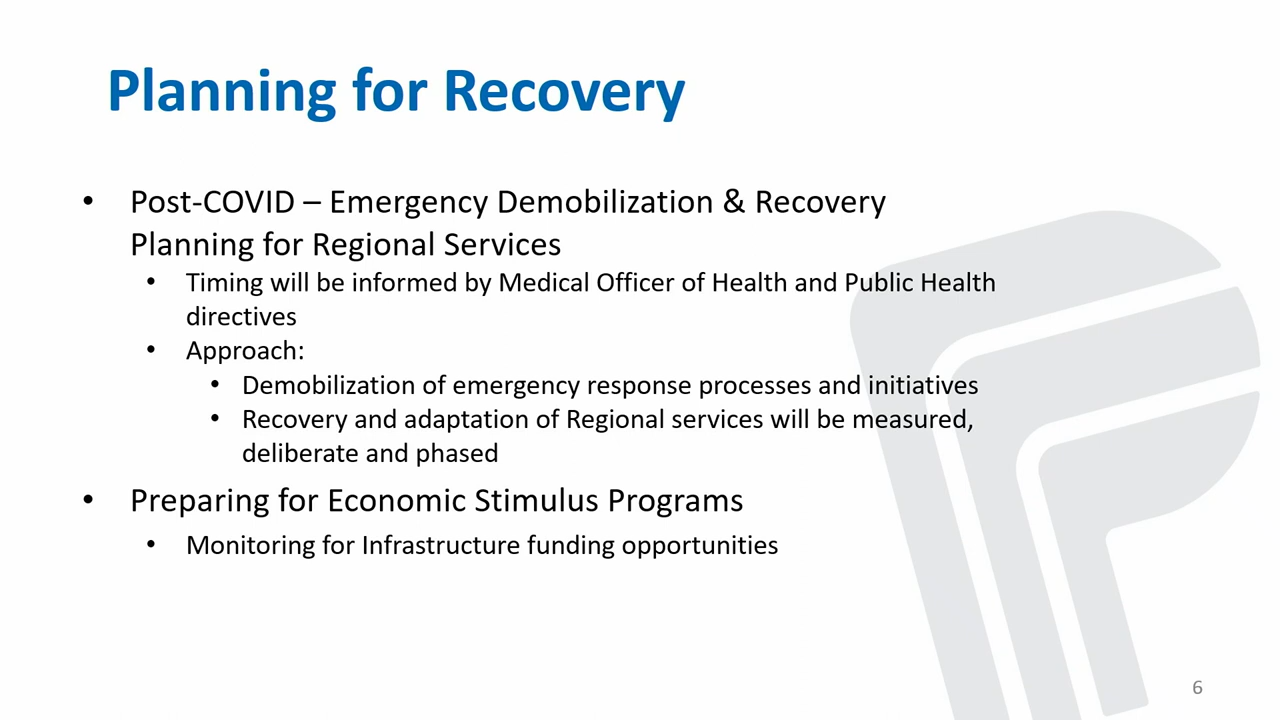 Planning for Recovery
• Post-COVID – Emergency Demobilization & Recovery
Planning for Regional Services
• Timing will be informed by Medical Officer of Health and Public Health
directives
• Approach:
• Demobilization of emergency response processes and initiatives
• Recovery and adaptation of Regional services will be measured,
deliberate and phased
• Preparing for Economic Stimulus Programs
• Monitoring for Infrastructure funding opportunities
6